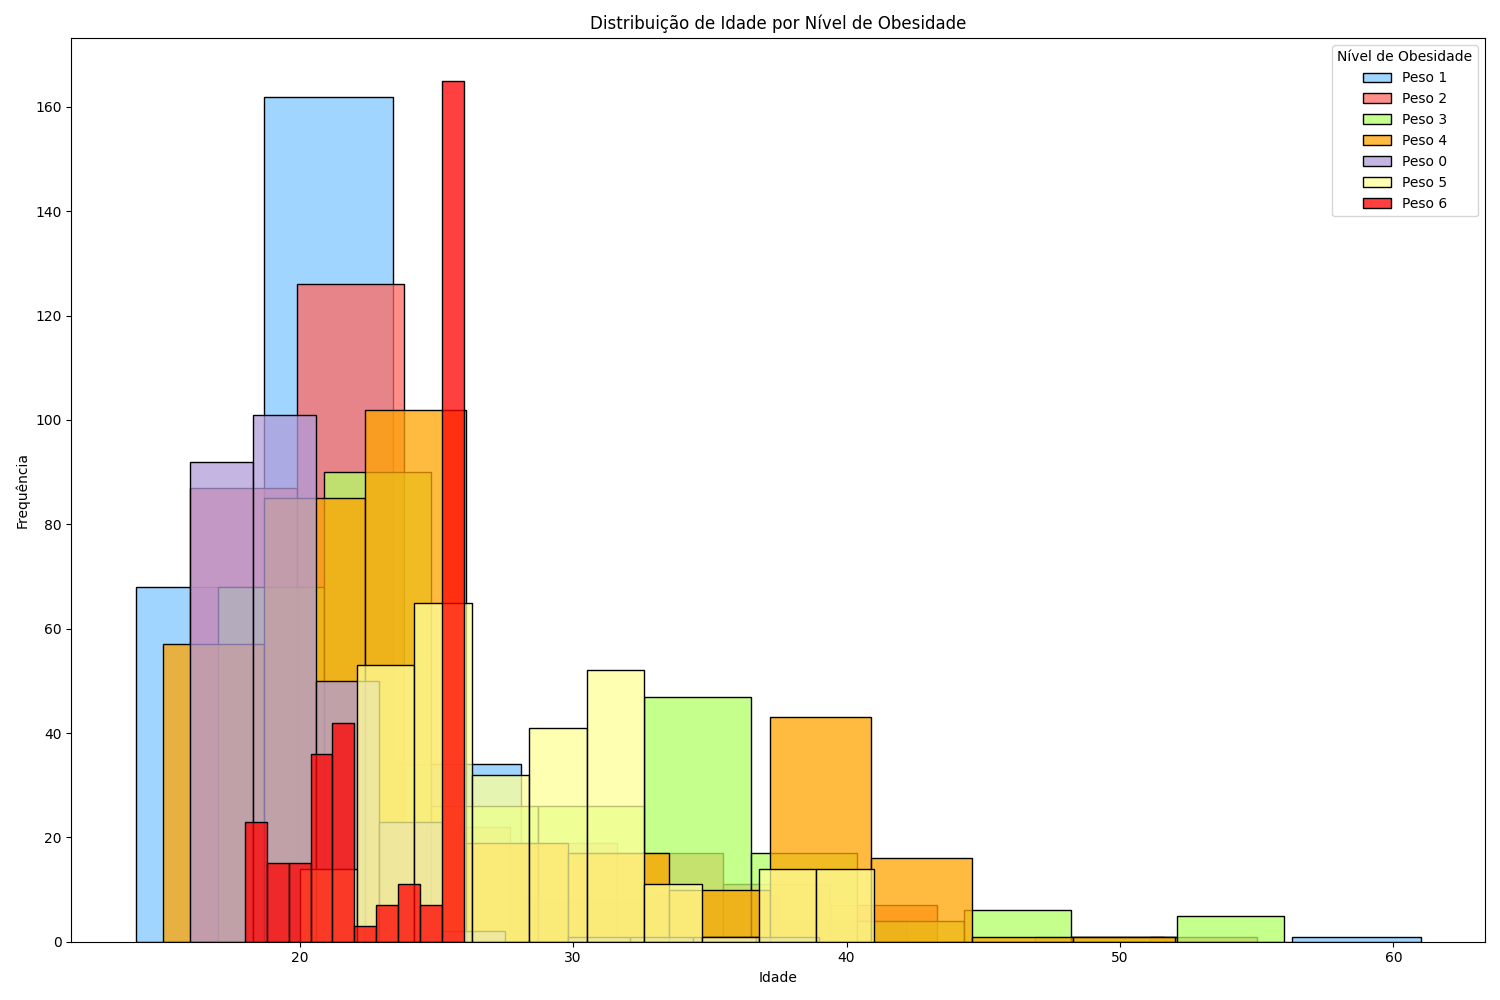 Distribuição de Idade por Nível de Obesidade
Nível de Obesidade
Peso 1
Peso 2
Peso 3
Peso 4
Peso 0
Peso 5
Peso 6
Frequência
160
140
120
100
80
60
40
20
0
20
30
40
50
60
Idade